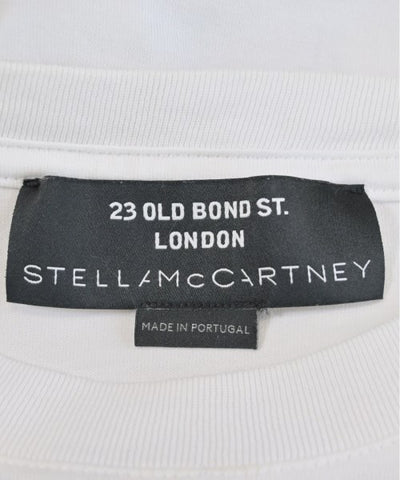 23 OLD BOND ST.
LONDON
STELLAMcCARTNEY
MADE IN PORTUGAL